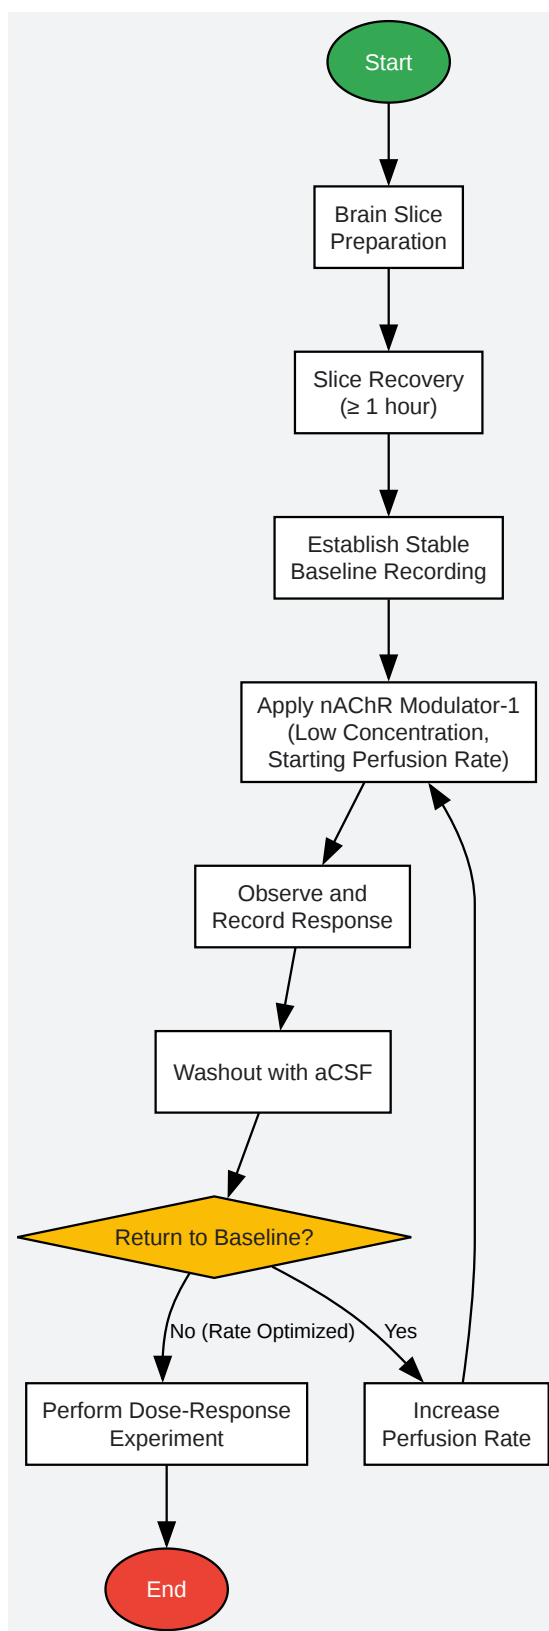 Start
Brain Slice
Preparation
Slice Recovery
(≥ 1 hour)
Establish Stable
Baseline Recording
Apply nAChR Modulator-1
(Low Concentration,
Starting Perfusion Rate)
Observe and
Record Response
Washout with aCSF
Return to Baseline?
No (Rate Optimized)
Yes
Perform Dose-Response
Experiment
Increase
Perfusion Rate
End